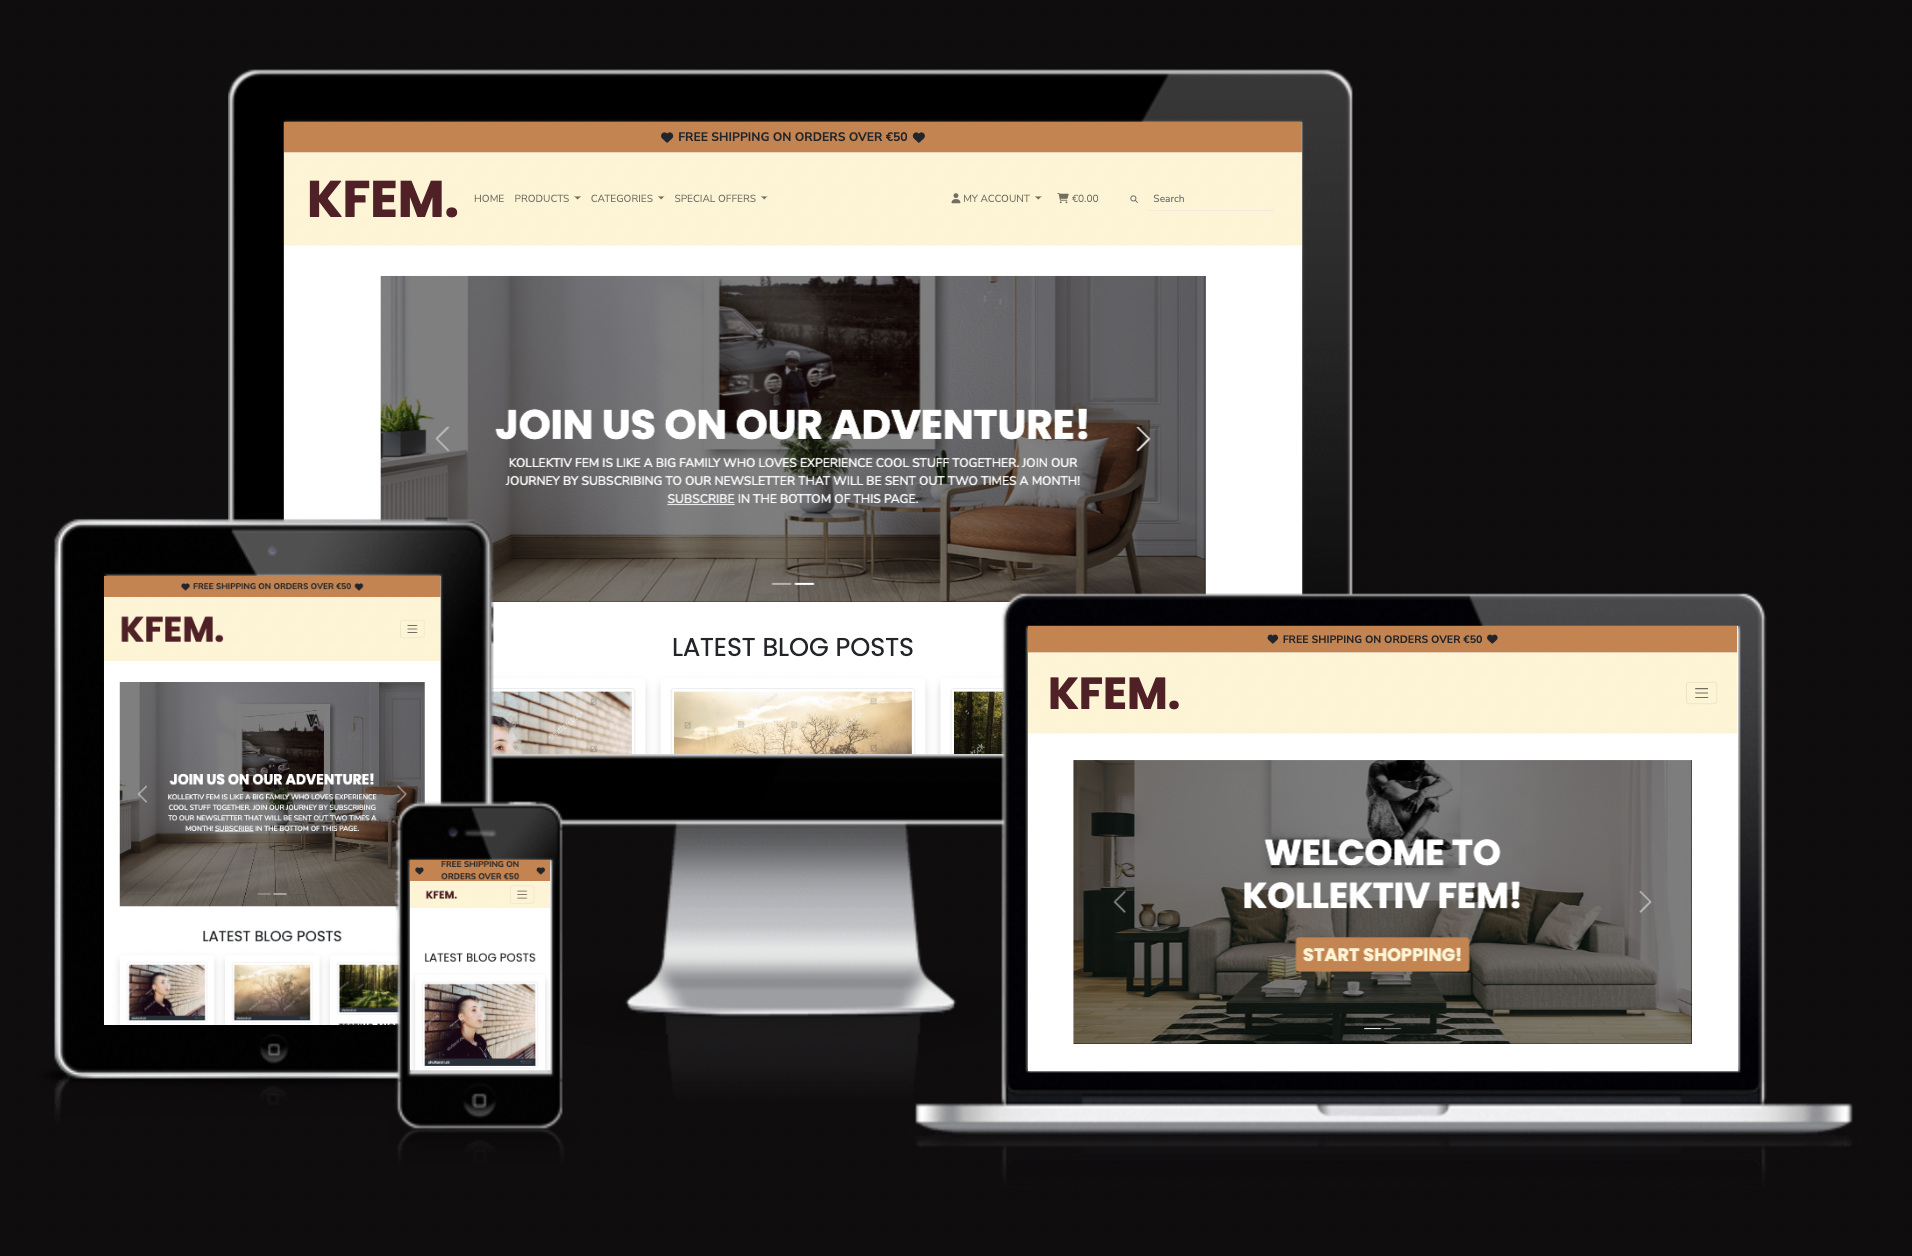 FREE SHIPPING ON ORDERS OVER €50
KFEM.
HOME PRODUCTS CATEGORIES SPECIAL OFFERS
MY ACCOUNT €0.00 Search
JOIN US ON OUR ADVENTURE!
KOLLEKTIV FEM IS LIKE A BIG FAMILY WHO LOVES EXPERIENCE COOL STUFF TOGETHER. JOIN OUR
JOURNEY BY SUBSCRIBING TO OUR NEWSLETTER THAT WILL BE SENT OUT TWO TIMES A MONTH!
SUBSCRIBE IN THE BOTTOM OF THIS PAGE.
LATEST BLOG POSTS
FREE SHIPPING ON ORDERS OVER €50
KFEM.
JOIN US ON OUR ADVENTURE!
KOLLEKTIV FEM IS LIKE A BIG FAMILY WHO LOVES EXPERIENCE
COOL STUFF TOGETHER. JOIN OUR JOURNEY BY SUBSCRIBING
TO OUR NEWSLETTER THAT WILL BE SENT OUT TWO TIMES A
MONTH! SUBSCRIBE IN THE BOTTOM OF THIS PAGE.
LATEST BLOG POSTS
FREE SHIPPING ON
ORDERS OVER €50
KFEM.
LATEST BLOG POSTS
FREE SHIPPING ON ORDERS OVER €50
KFEM.
WELCOME TO
KOLLEKTIV FEM!
START SHOPPING!